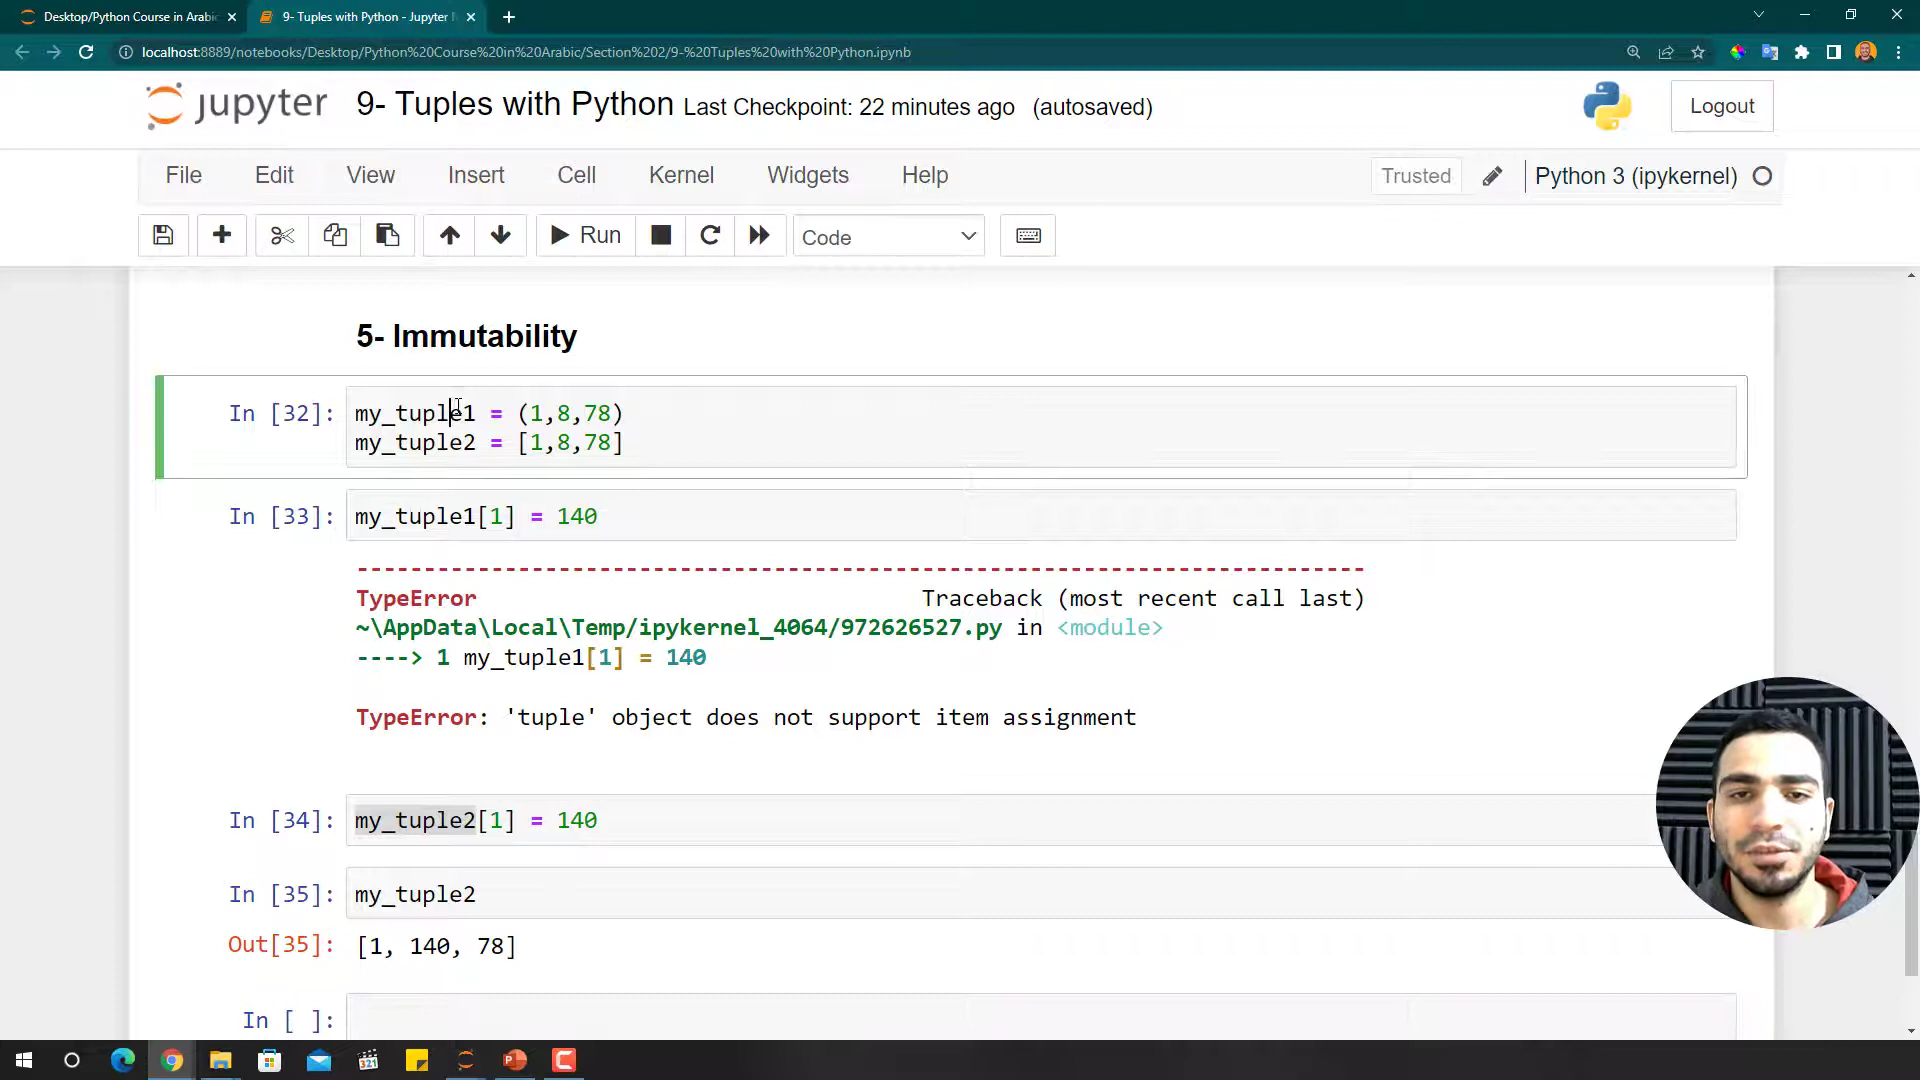 Desktop/Python Course in Arabic
9- Tuples with Python - Jupyter
localhost:8889/notebooks/Desktop/Python%20Course%20in%20Arabic/Section%202/9-%20Tuples%20with%20Python.ipynb
jupyter 9- Tuples with Python Last Checkpoint: 22 minutes ago (autosaved)
Logout
File Edit View Insert Cell Kernel Widgets Help
Trusted
Python 3 (ipykernel)
Run
Code
5- Immutability
In [32]: my_tuple1 = (1,8,78)
my_tuple2 = [1,8,78]
In [33]: my_tuple1[1] = 140
---------------------------------------------------------------------------
TypeError Traceback (most recent call last)
~\AppData\Local\Temp/ipykernel_4064/972626527.py in <module>
----> 1 my_tuple1[1] = 140
TypeError: 'tuple' object does not support item assignment
In [34]: my_tuple2[1] = 140
In [35]: my_tuple2
Out[35]: [1, 140, 78]
In [ ]:
321